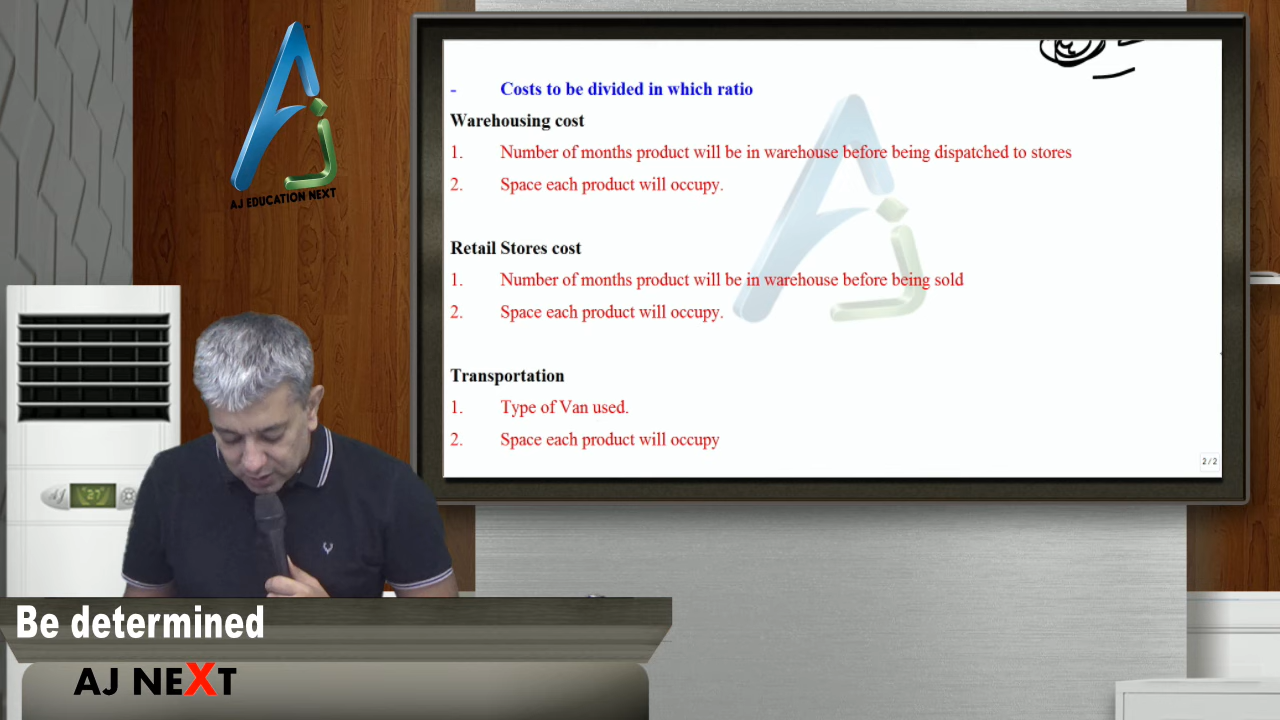 AJ EDUCATION NEXT
- Costs to be divided in which ratio
Warehousing cost
1. Number of months product will be in warehouse before being dispatched to stores
2. Space each product will occupy.
Retail Stores cost
1. Number of months product will be in warehouse before being sold
2. Space each product will occupy.
Transportation
1. Type of Van used.
2. Space each product will occupy
2/2
AJ 27
Be determined
AJ NEXT